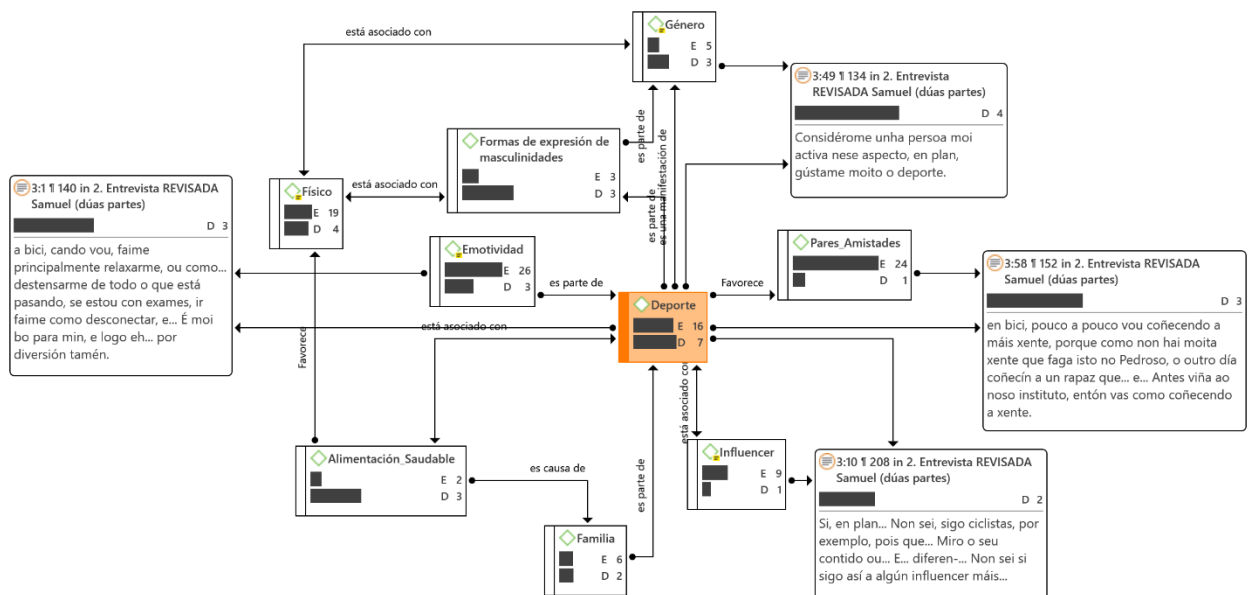 Género
E 5
D 3
está asociado con
3:49 ¶ 134 in 2. Entrevista
REVISADA Samuel (dúas partes)
D 4
Considérome unha persoa moi
activa nese aspecto, en plan,
gústame moito o deporte.
es parte de
Formas de expresión de
masculinidades
E 3
D 3
es parte de
es una manifestación de
3:1 ¶ 140 in 2. Entrevista REVISADA
Samuel (dúas partes)
D 3
a bici, cando vou, faime
principalmente relaxarme, ou como...
destensarme de todo o que está
pasando, se estou con exames, ir
faime como desconectar, e... É moi
bo para min, e logo eh... por
diversión tamén.
Físico
E 19
D 4
está asociado con
Emotividad
E 26
D 3
es parte de
Pares_Amistades
E 24
D 1
Favorece
3:58 ¶ 152 in 2. Entrevista REVISADA
Samuel (dúas partes)
D 3
en bici, pouco a pouco vou coñecendo a
máis xente, porque como non hai moita
xente que faga isto no Pedroso, o outro día
coñecín a un rapaz que... e... Antes viña ao
noso instituto, entón vas como coñecendo
a xente.
Deporte
E 16
D 7
está asociado con
Favorece
está asociado con
Alimentación_Saudable
E 2
D 3
es causa de
es parte de
Influencer
E 9
D 1
3:10 ¶ 208 in 2. Entrevista REVISADA
Samuel (dúas partes)
D 2
Si, en plan... Non sei, sigo ciclistas, por
exemplo, pois que... Miro o seu
contido ou... E... diferen-... Non sei si
sigo así a algún influencer máis...
Familia
E 6
D 2